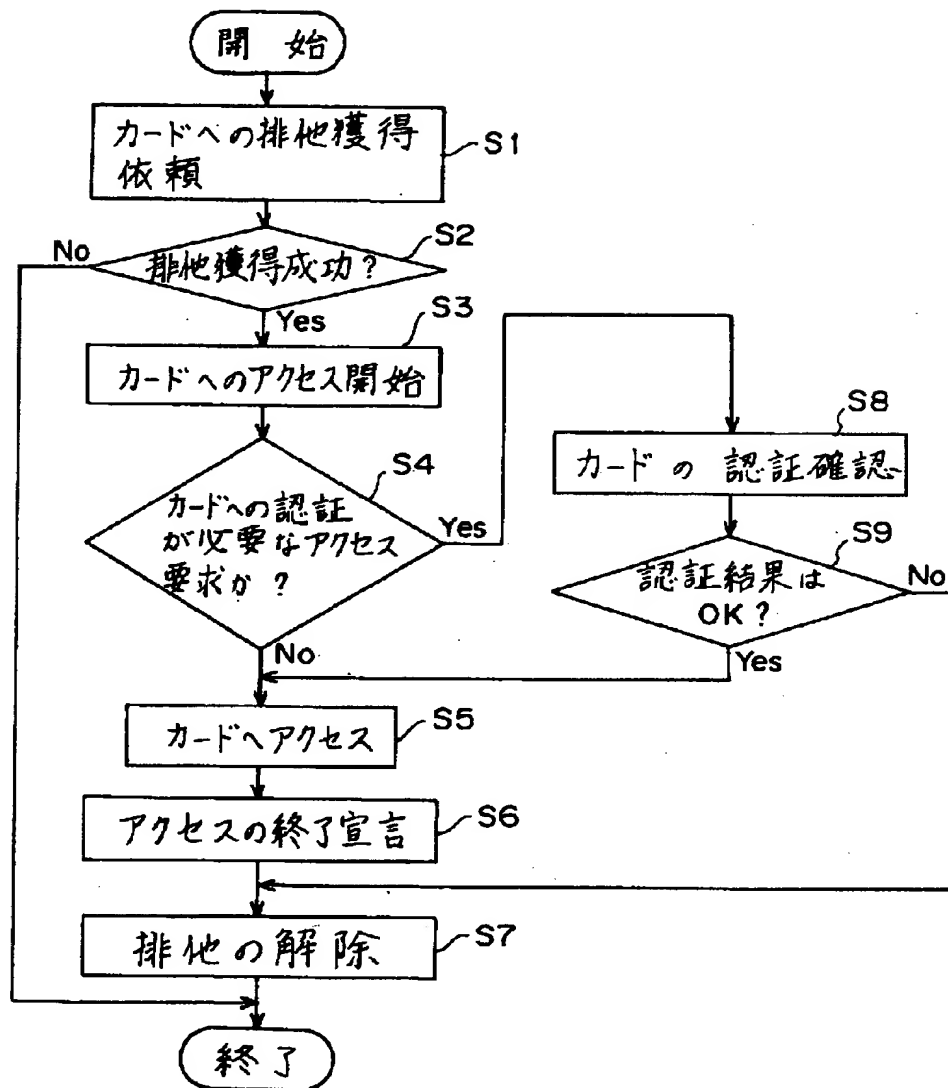 開 始
カードへの排他獲得
依頼
S1
S2
No
排他獲得成功?
Yes
S3
カードへのアクセス開始
S4
カードへの認証
が必要なアクセス
要求か?
Yes
No
S8
カードの認証確認
S9
認証結果は
OK?
No
Yes
S5
カードへアクセス
S6
アクセスの終了宣言
S7
排他の解除
終了